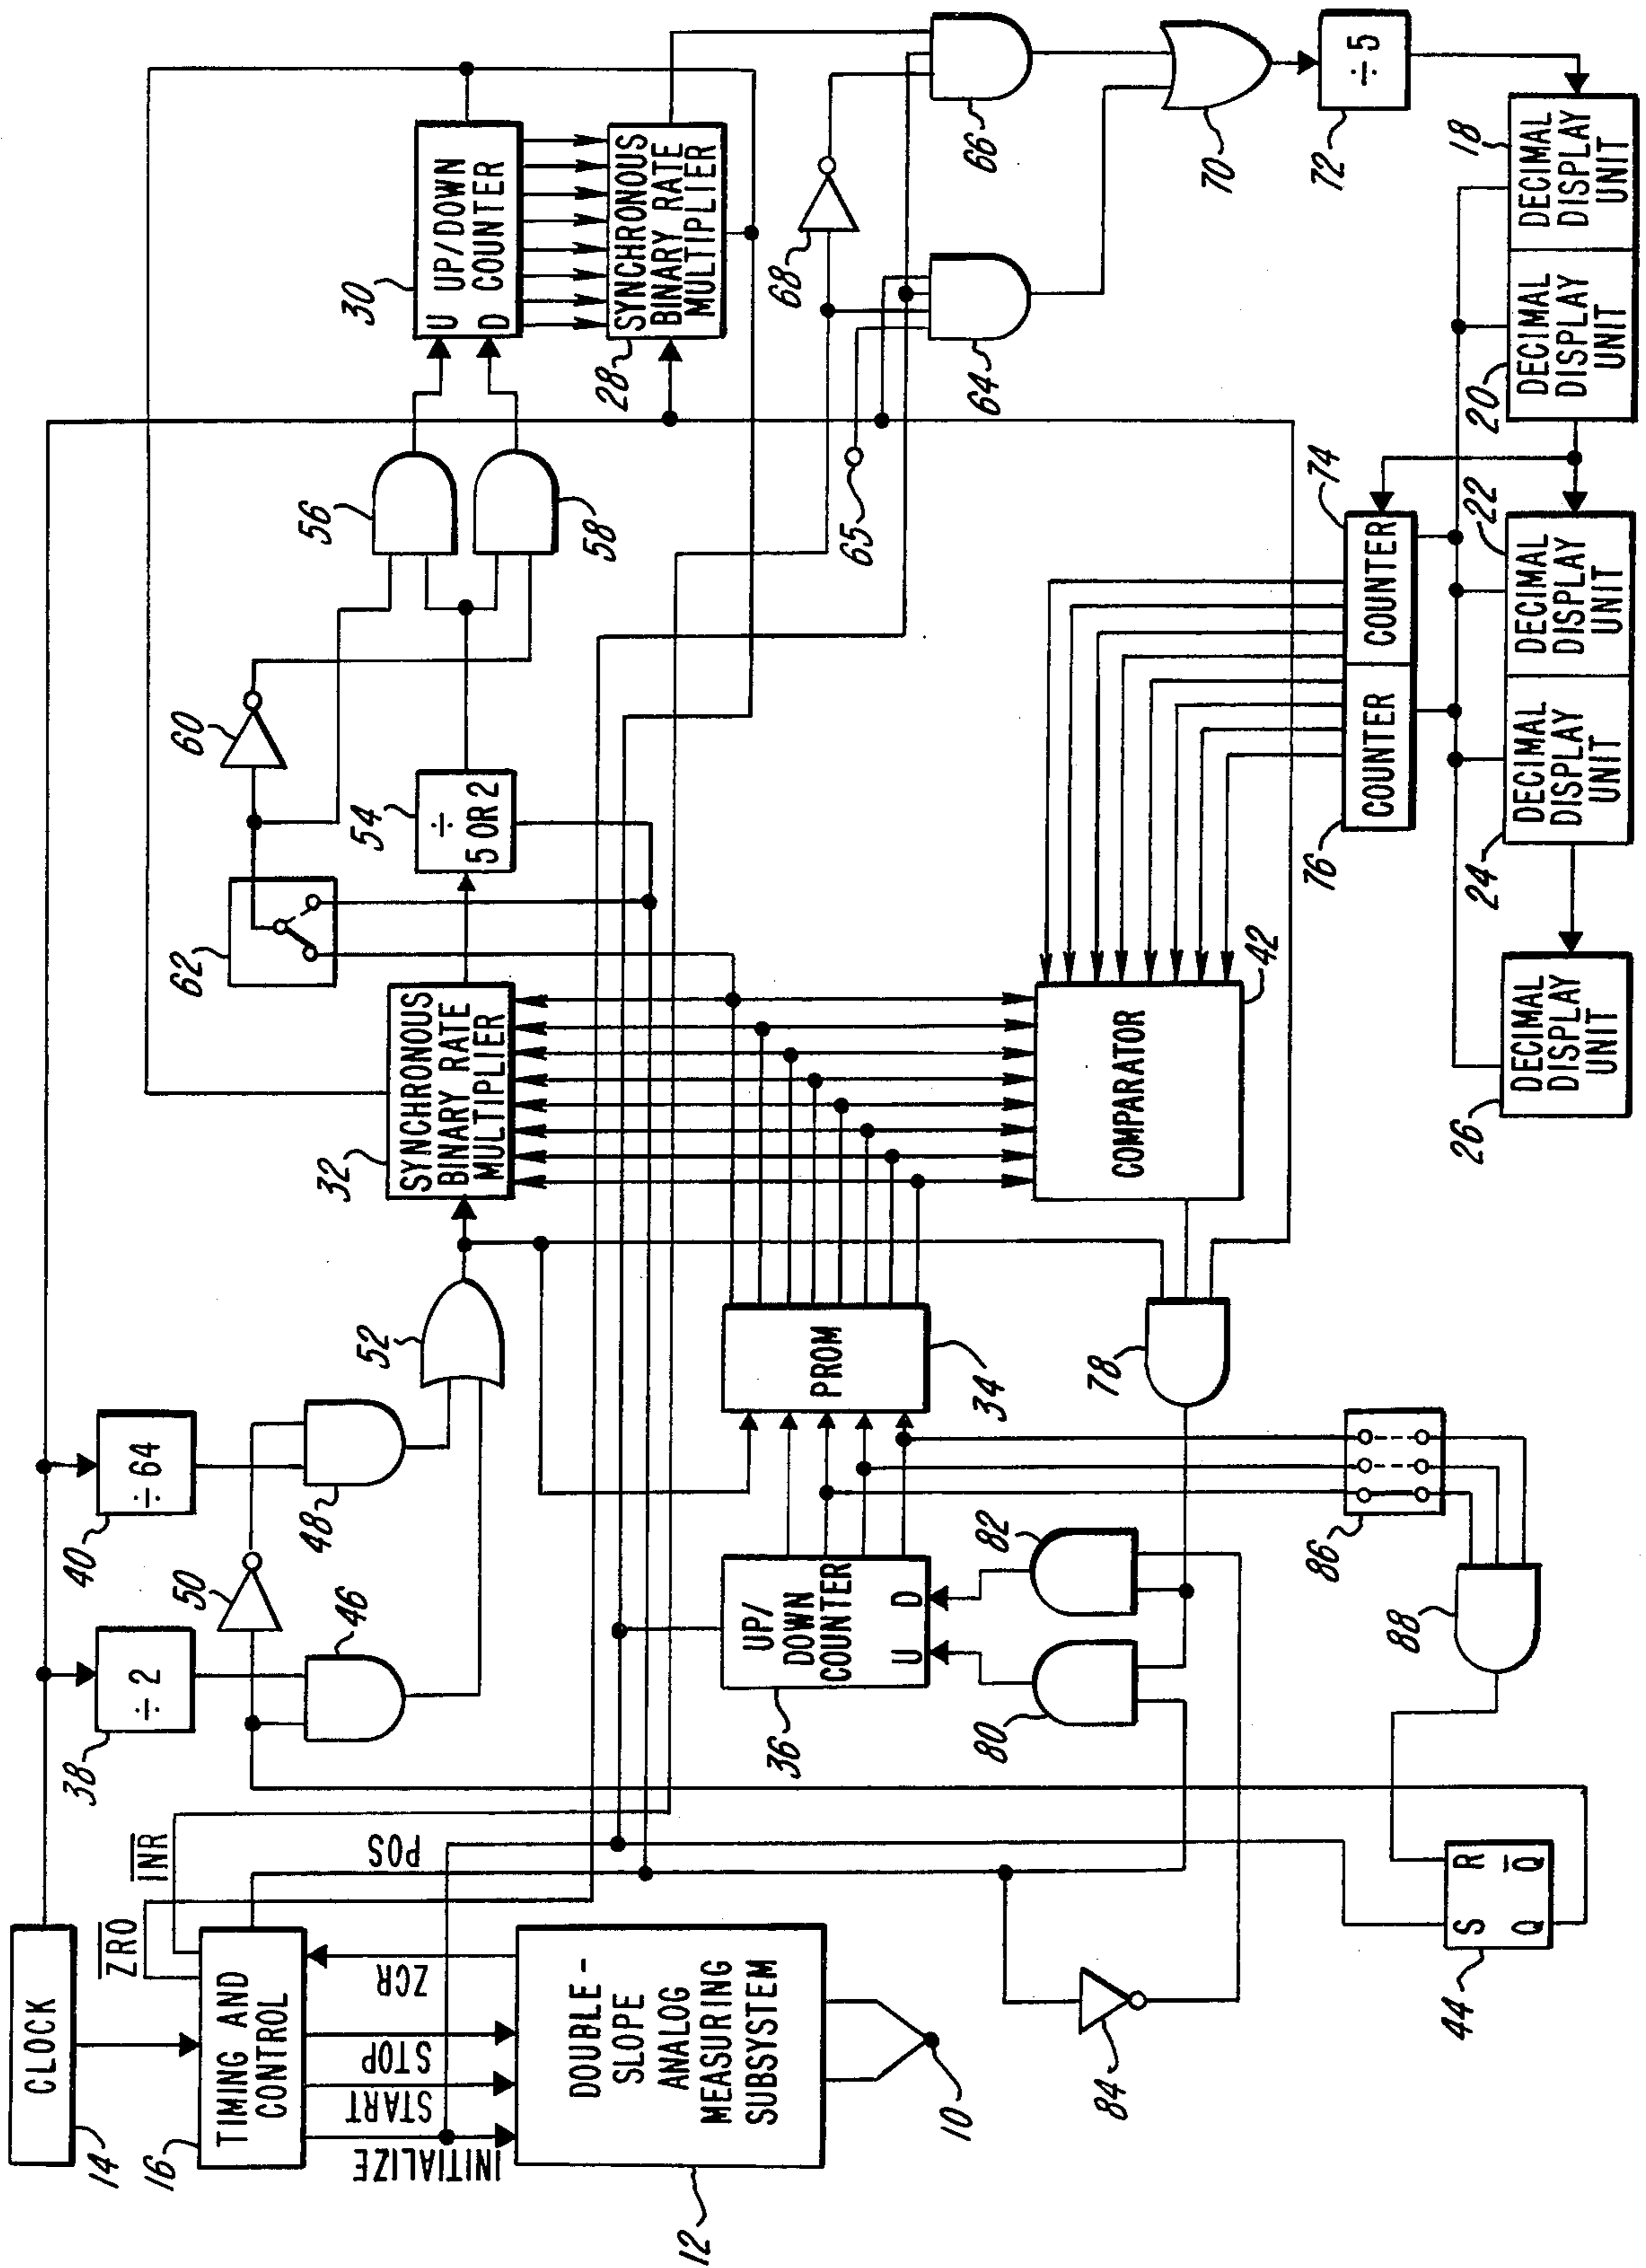 CLOCK
14
TIMING AND
CONTROL
16
ZRO
INR
POS
ZCR
STOP
START
INITIALIZE
DOUBLE-
SLOPE
ANALOG
MEASURING
SUBSYSTEM
12
10
÷ 2
38
÷ 64
40
46
50
48
52
SYNCHRONOUS
BINARY RATE
MULTIPLIER
32
62
60
÷
5 OR 2
54
56
58
U
D
UP/DOWN
COUNTER
30
SYNCHRONOUS
BINARY RATE
MULTIPLIER
28
68
65
64
66
70
÷ 5
72
UP/
DOWN
COUNTER
U
D
36
PROM
34
COMPARATOR
42
78
80
82
84
86
88
S
R
Q
Q̅
44
COUNTER
76
COUNTER
74
DECIMAL
DISPLAY
UNIT
26
DECIMAL
DISPLAY
UNIT
24
DECIMAL
DISPLAY
UNIT
22
DECIMAL
DISPLAY
UNIT
20
DECIMAL
DISPLAY
UNIT
18